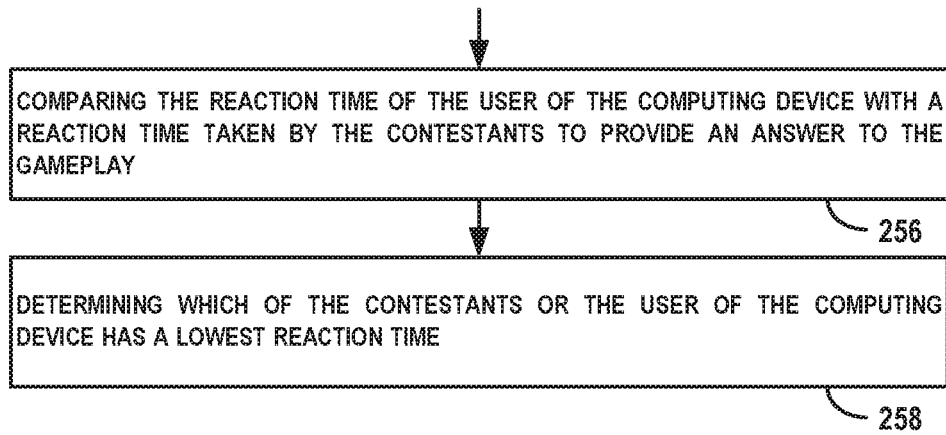 COMPARING THE REACTION TIME OF THE USER OF THE COMPUTING DEVICE WITH A
REACTION TIME TAKEN BY THE CONTESTANTS TO PROVIDE AN ANSWER TO THE
GAMEPLAY
256
DETERMINING WHICH OF THE CONTESTANTS OR THE USER OF THE COMPUTING
DEVICE HAS A LOWEST REACTION TIME
258